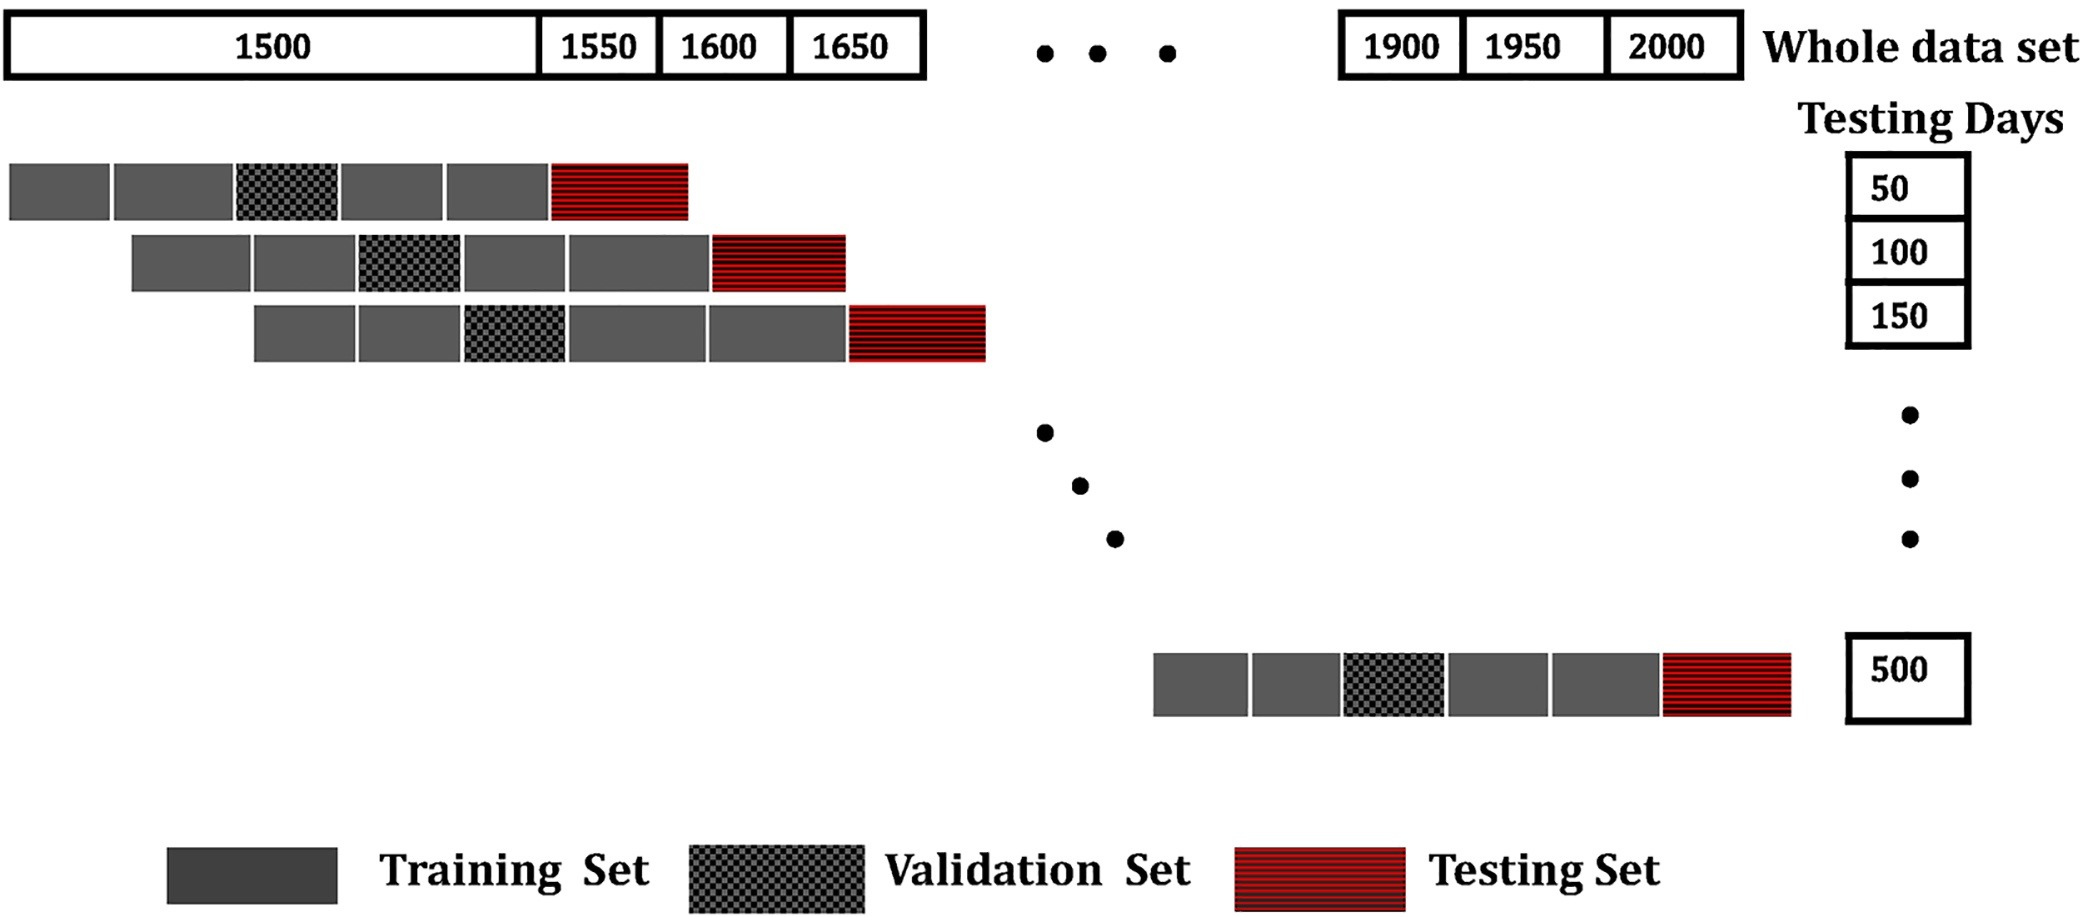 1500 1550 1600 1650 1900 1950 2000 Whole data set
Testing Days
50
100
150
500
Training Set Validation Set Testing Set